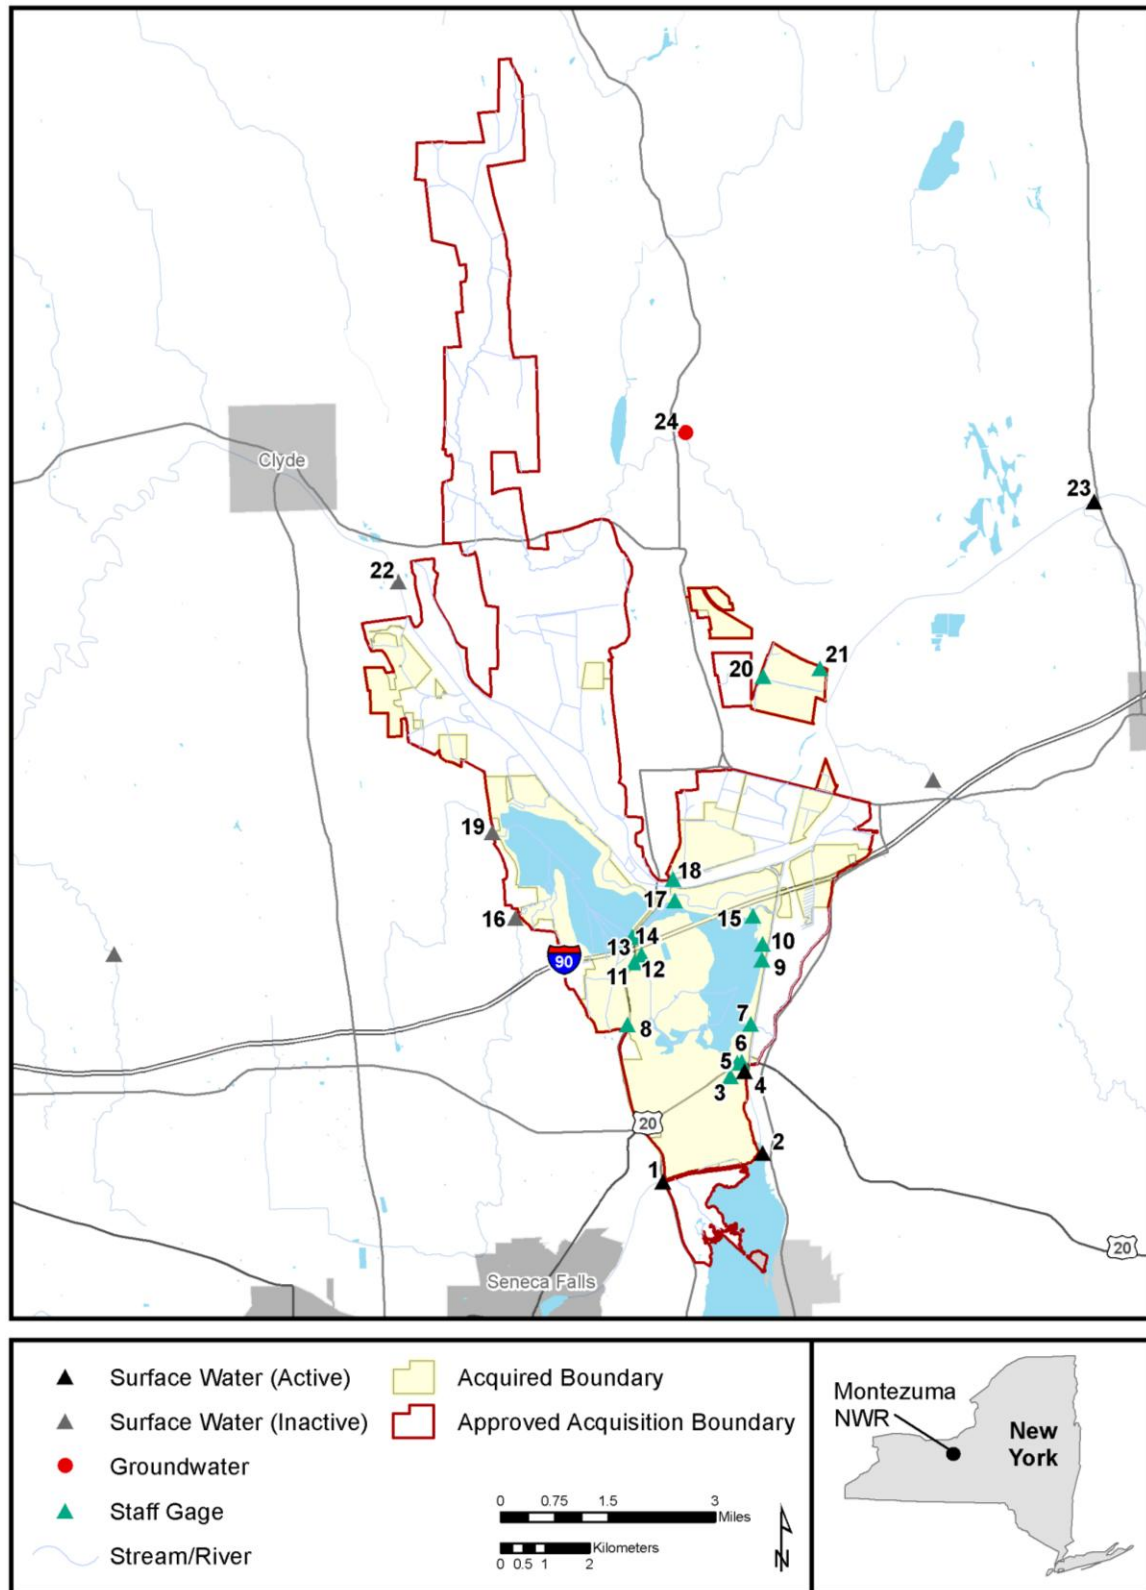 24
Clyde
23
22
21
20
19
18
17
16
15
14
13
10
90
12
9
11
8
7
6
5
4
3
20
2
1
20
Seneca Falls
Surface Water (Active)
Surface Water (Inactive)
Groundwater
Staff Gage
Stream/River
Acquired Boundary
Approved Acquisition Boundary
0 0.75 1.5 3
Miles
Kilometers
0 0.5 1 2
N
Montezuma
NWR
New
York